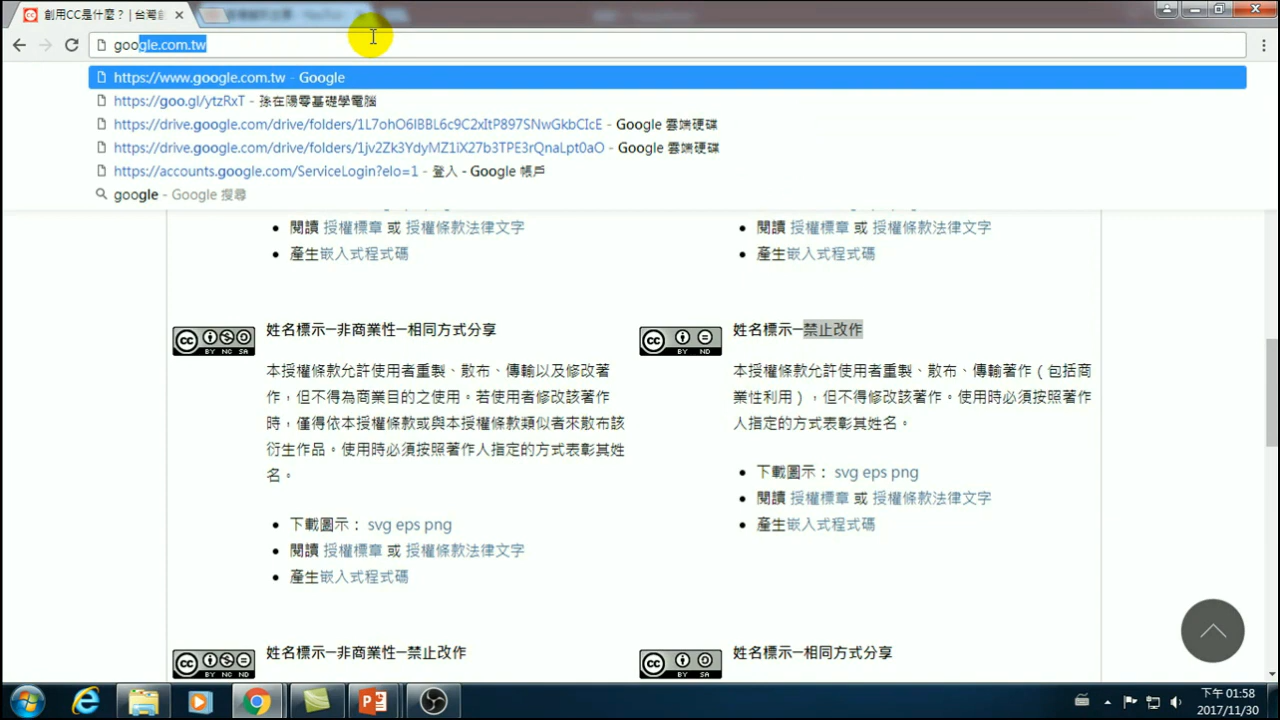 創用CC是什麼？ | 台灣
google.com.tw
https://www.google.com.tw - Google
https://goo.gl/ytzRxT - 孫在陽零基礎學電腦
https://drive.google.com/drive/folders/1L7ohO6IBBL6c9C2xItP897SNwGkbCIcE - Google 雲端硬碟
https://drive.google.com/drive/folders/1jv2Zk3YdyMZ1lX27b3TPE3rQnaLpt0aO - Google 雲端硬碟
https://accounts.google.com/ServiceLogin?elo=1 - 登入 - Google 帳戶
google - Google 搜尋
閱讀 授權標章 或 授權條款法律文字
產生嵌入式程式碼
閱讀 授權標章 或 授權條款法律文字
產生嵌入式程式碼
cc BY NC SA
姓名標示─非商業性─相同方式分享
本授權條款允許使用者重製、散布、傳輸以及修改著
作，但不得為商業目的之使用。若使用者修改該著作
時，僅得依本授權條款或與本授權條款類似者來散布該
衍生作品。使用時必須按照著作人指定的方式表彰其姓
名。
下載圖示： svg eps png
閱讀 授權標章 或 授權條款法律文字
產生嵌入式程式碼
cc BY ND
姓名標示─禁止改作
本授權條款允許使用者重製、散布、傳輸著作（包括商
業性利用），但不得修改該著作。使用時必須按照著作
人指定的方式表彰其姓名。
下載圖示： svg eps png
閱讀 授權標章 或 授權條款法律文字
產生嵌入式程式碼
cc BY NC ND
姓名標示─非商業性─禁止改作
cc BY SA
姓名標示─相同方式分享
下午 01:58
2017/11/30